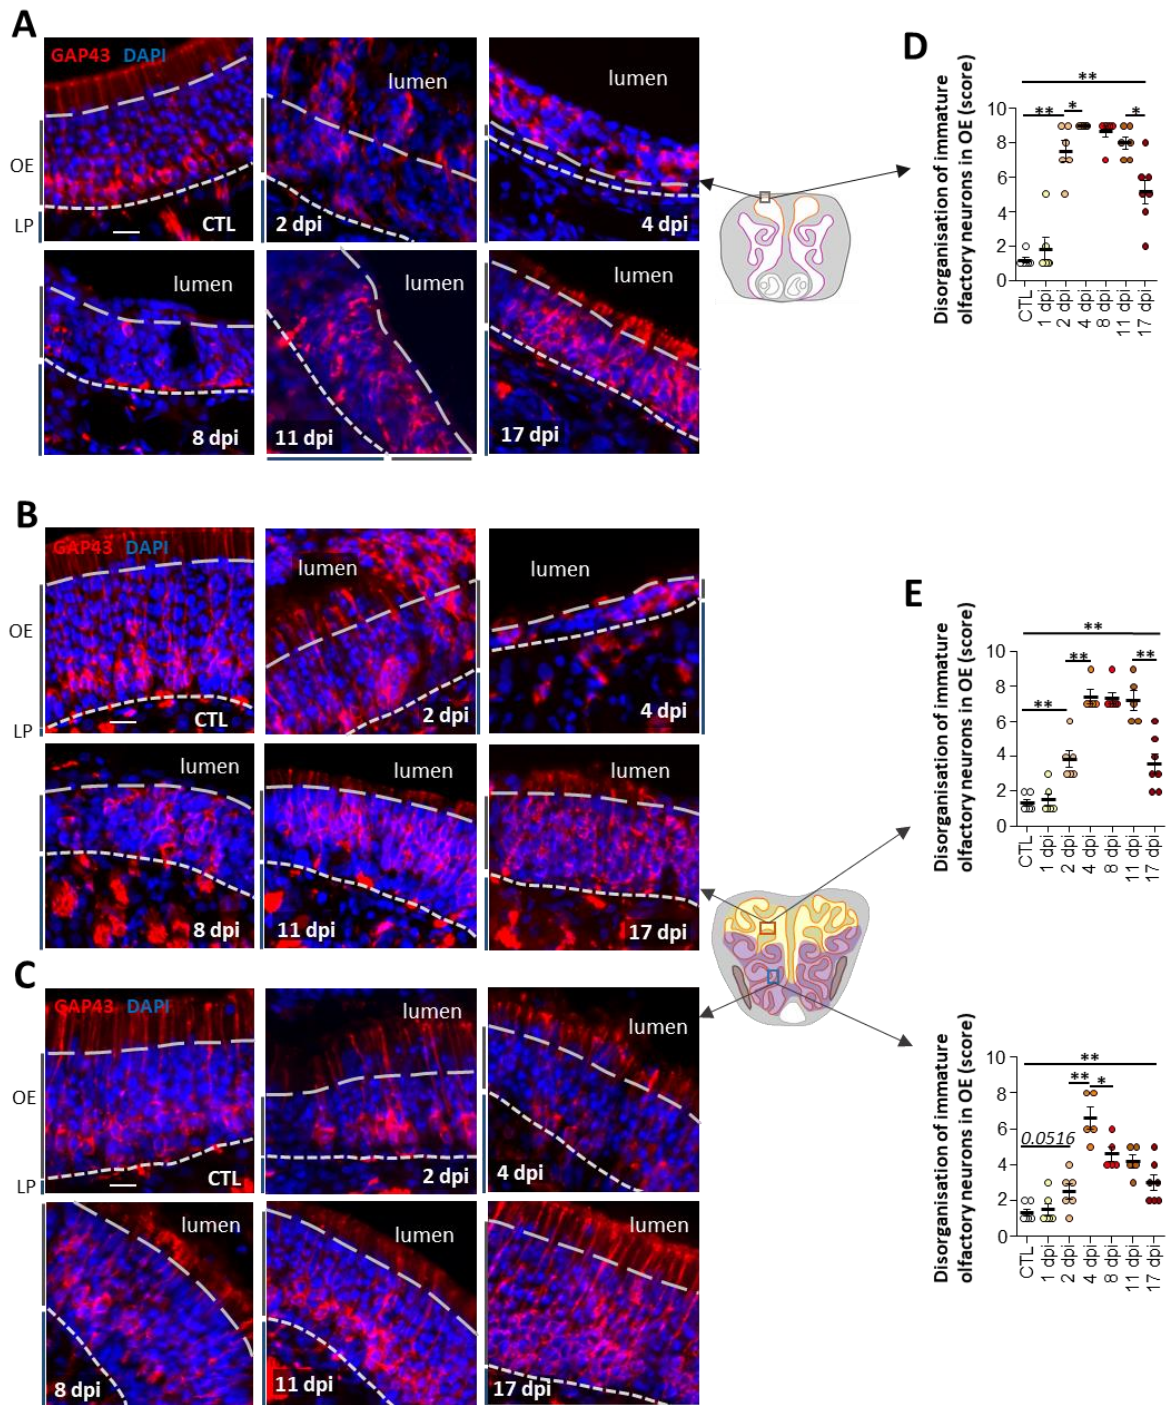 A
GAP43 DAPI
OE
LP
CTL
lumen
2 dpi
lumen
4 dpi
lumen
8 dpi
lumen
11 dpi
lumen
17 dpi
D
Disorganisation of immature
olfactory neurons in OE (score)
10
8
6
4
2
0
**
**
*
*
CTL
1 dpi
2 dpi
4 dpi
8 dpi
11 dpi
17 dpi
B
GAP43 DAPI
OE
LP
CTL
lumen
2 dpi
lumen
4 dpi
lumen
8 dpi
lumen
11 dpi
lumen
17 dpi
E
Disorganisation of immature
olfactory neurons in OE (score)
10
8
6
4
2
0
**
**
**
**
CTL
1 dpi
2 dpi
4 dpi
8 dpi
11 dpi
17 dpi
C
GAP43 DAPI
OE
LP
CTL
lumen
2 dpi
lumen
4 dpi
lumen
8 dpi
lumen
11 dpi
lumen
17 dpi
Disorganisation of immature
olfactory neurons in OE (score)
10
8
6
4
2
0
**
**
*
0.0516
CTL
1 dpi
2 dpi
4 dpi
8 dpi
11 dpi
17 dpi